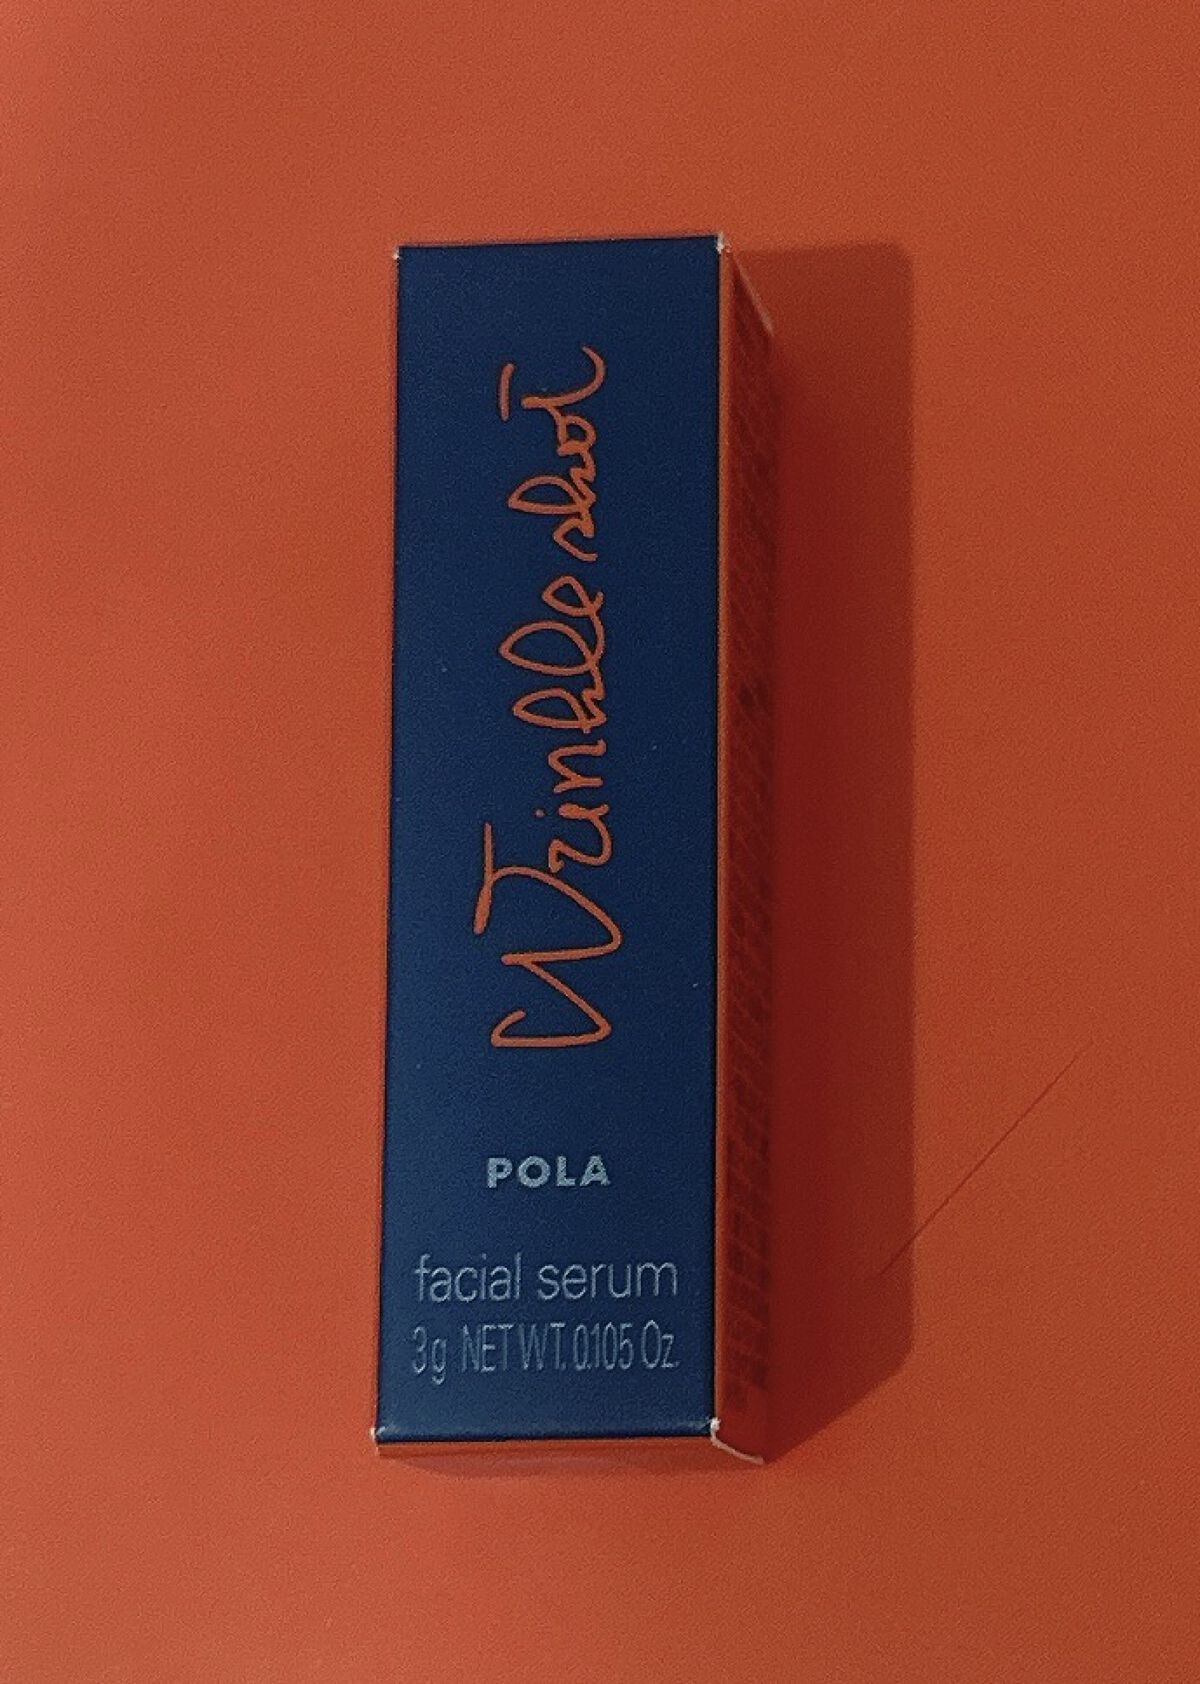 Wrinkle shot
POLA
facial serum
3g NET WT. 0.105 Oz.